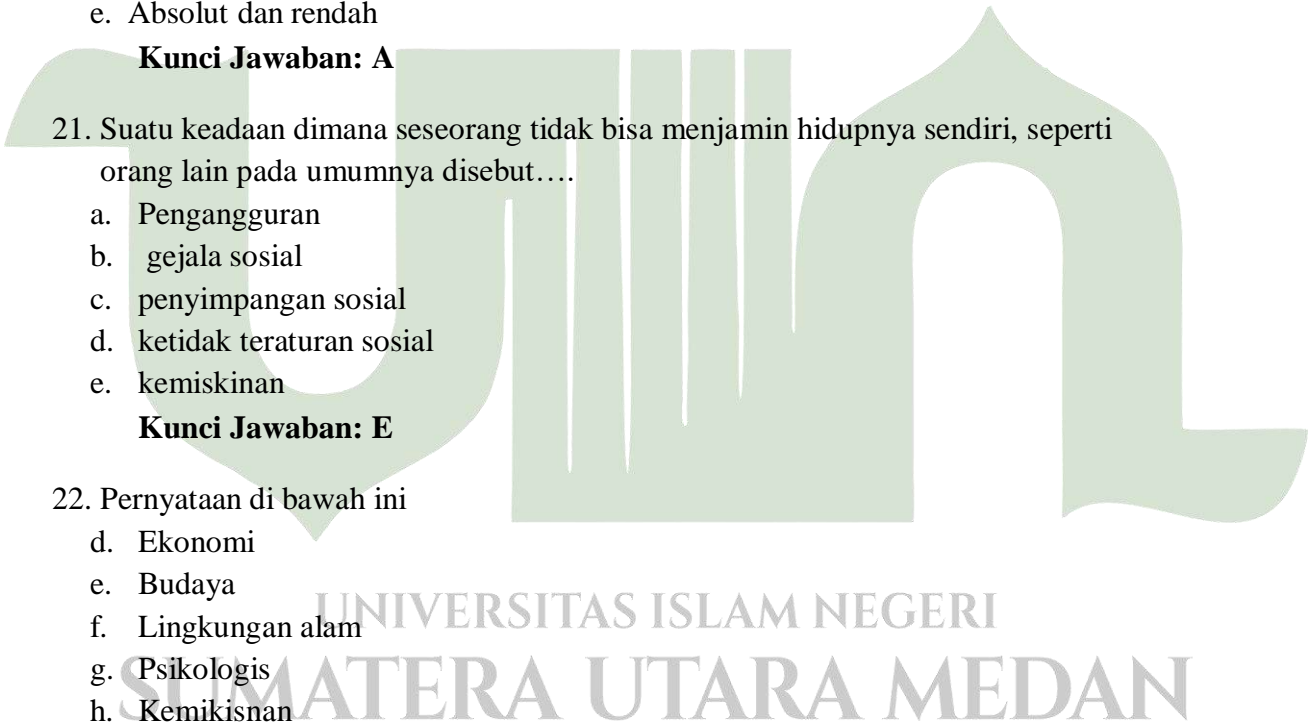 e. Absolut dan rendah
Kunci Jawaban: A
21. Suatu keadaan dimana seseorang tidak bisa menjamin hidupnya sendiri, seperti
orang lain pada umumnya disebut….
a. Pengangguran
b. gejala sosial
c. penyimpangan sosial
d. ketidak teraturan sosial
e. kemiskinan
Kunci Jawaban: E
22. Pernyataan di bawah ini
d. Ekonomi
e. Budaya
f. Lingkungan alam
g. Psikologis
h. Kemikisnan
UNIVERSITAS ISLAM NEGERI
SUMATERA UTARA MEDAN